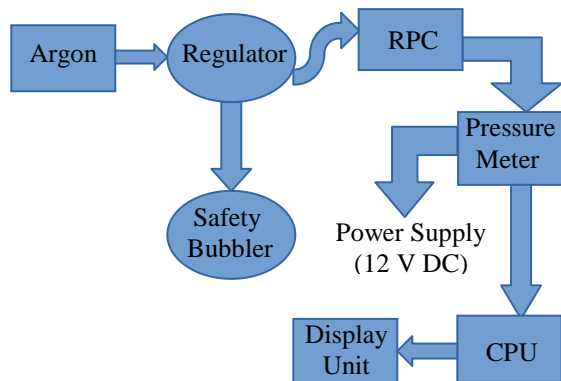 Argon
Regulator
RPC
Pressure
Meter
Safety
Bubbler
Power Supply
(12 V DC)
Display
Unit
CPU